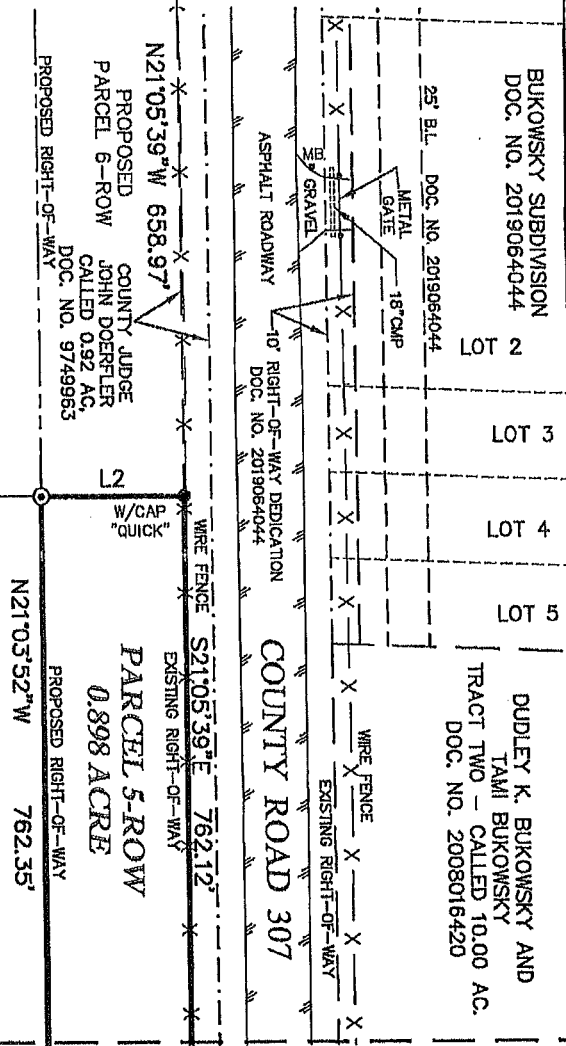 BUKOWSKY SUBDIVISION
DOC. NO. 2019064044
LOT 2
LOT 3
LOT 4
LOT 5
DUDLEY K. BUKOWSKY AND
TAMI BUKOWSKY
TRACT TWO – CALLED 10.00 AC.
DOC. NO. 2008016420
25' B.L. DOC. NO. 2019064044
METAL
GATE
18"CMP
MB.
GRAVEL
WIRE FENCE
EXISTING RIGHT-OF-WAY
ASPHALT ROADWAY
10' RIGHT-OF-WAY DEDICATION
DOC. NO. 2019064044
COUNTY ROAD 307
N21°05'39"W 658.97'
WIRE FENCE
S21°05'39"E 762.12'
EXISTING RIGHT-OF-WAY
PROPOSED
PARCEL 6-ROW
COUNTY JUDGE
JOHN DOERFLER
CALLED 0.92 AC,
DOC. NO. 9749963
L2
W/CAP
"QUICK"
PARCEL 5-ROW
0.898 ACRE
PROPOSED RIGHT-OF-WAY
PROPOSED RIGHT-OF-WAY
N21°03'52"W 762.35'